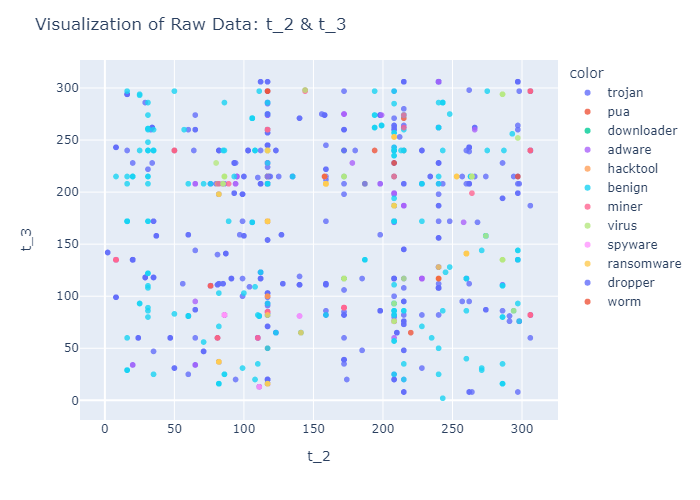 Visualization of Raw Data: t_2 & t_3
color
trojan
pua
downloader
adware
hacktool
benign
miner
virus
spyware
ransomware
dropper
worm
300
250
200
150
100
50
0
t_3
0 50 100 150 200 250 300
t_2